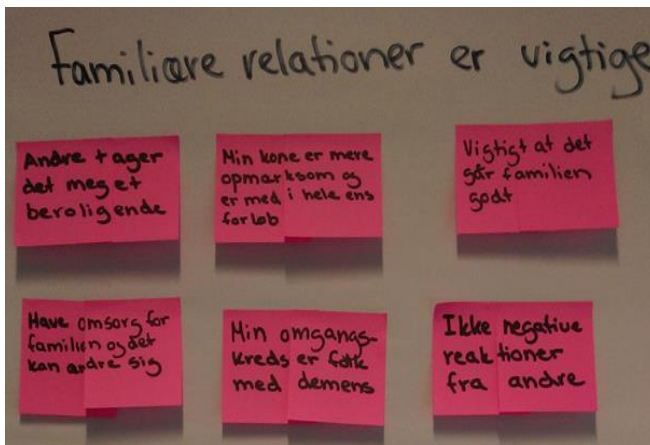 Familiære relationer er vigtige
Andre tager
det meget
beroligende
Min kone er mere
opmærksom og
er med i hele ens
forløb
Vigtigt at det
går familien
godt
Have omsorg for
familien og det
kan ændre sig
Min omgangs-
kreds er folk
med demens
Ikke negative
reaktioner
fra andre